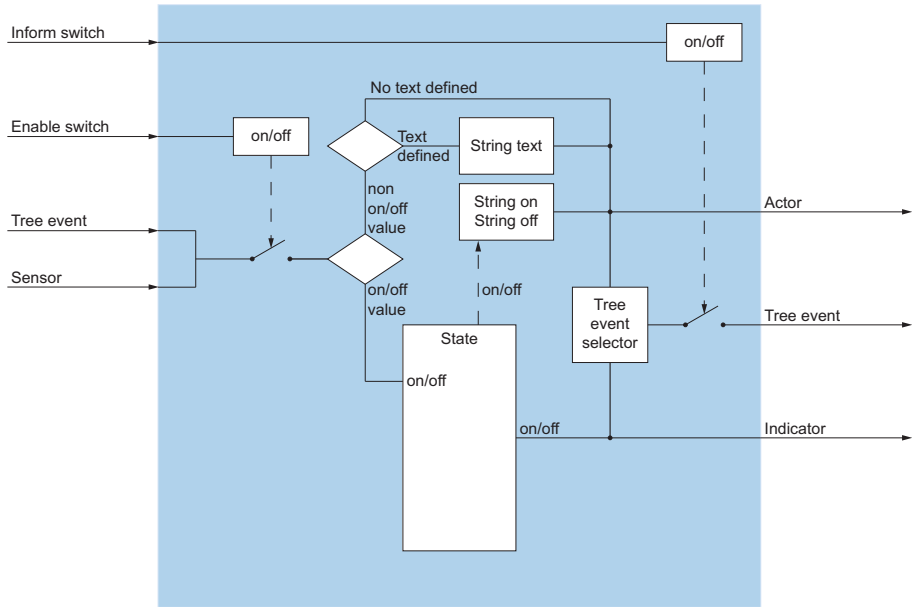 Inform switch
on/off
No text defined
Enable switch
on/off
Text
defined
String text
non
on/off
value
String on
String off
Actor
Tree event
Sensor
on/off
value
on/off
Tree
event
selector
Tree event
State
on/off
on/off
Indicator